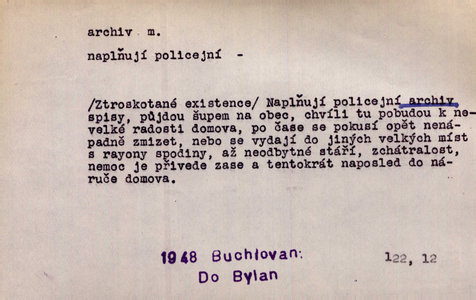 archiv m.
naplňují policejní -
/Ztroskotané existence/ Naplňují policejní archiv
spisy, půjdou šupem na obec, chvíli tu pobudou k ne-
velké radosti domova, po čase se pokusí opět nená-
padně zmizet, nebo se vydají do jiných velkých míst
s rayony spodiny, až neodbytné stáří, zchátralost,
nemoc je přivede zase a tentokrát naposled do ná-
ruče domova.
1948 Buchlovan:
Do Bylan
122, 12